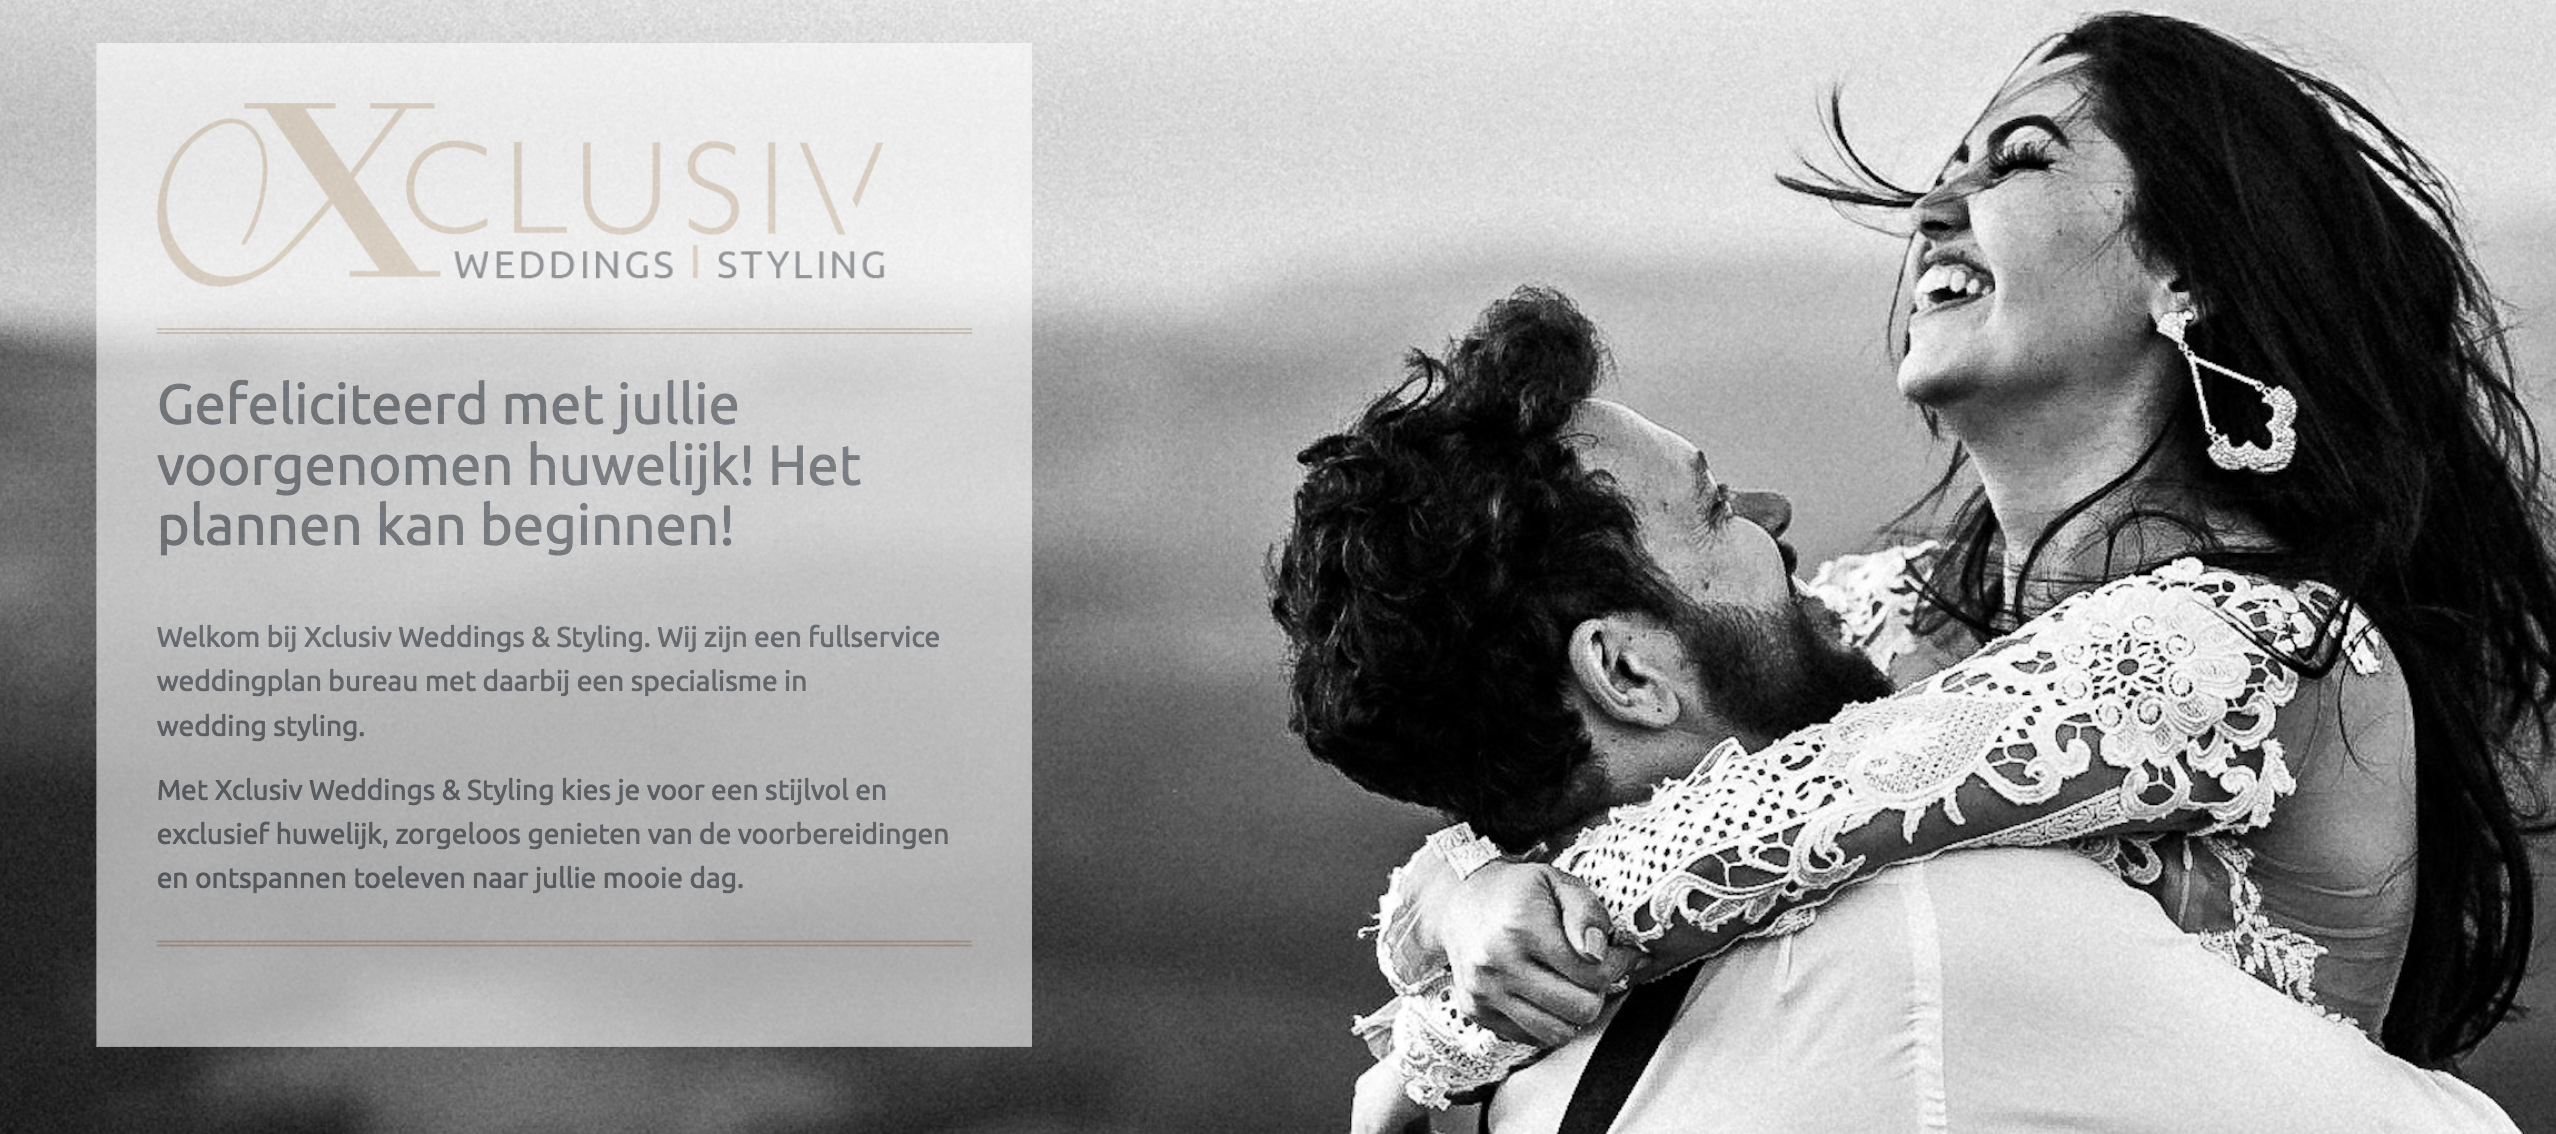 XCLUSIV
WEDDINGS | STYLING
Gefeliciteerd met jullie
voorgenomen huwelijk! Het
plannen kan beginnen!
Welkom bij Xclusiv Weddings & Styling. Wij zijn een fullservice
weddingplan bureau met daarbij een specialisme in
wedding styling.
Met Xclusiv Weddings & Styling kies je voor een stijlvol en
exclusief huwelijk, zorgeloos genieten van de voorbereidingen
en ontspannen toeleven naar jullie mooie dag.